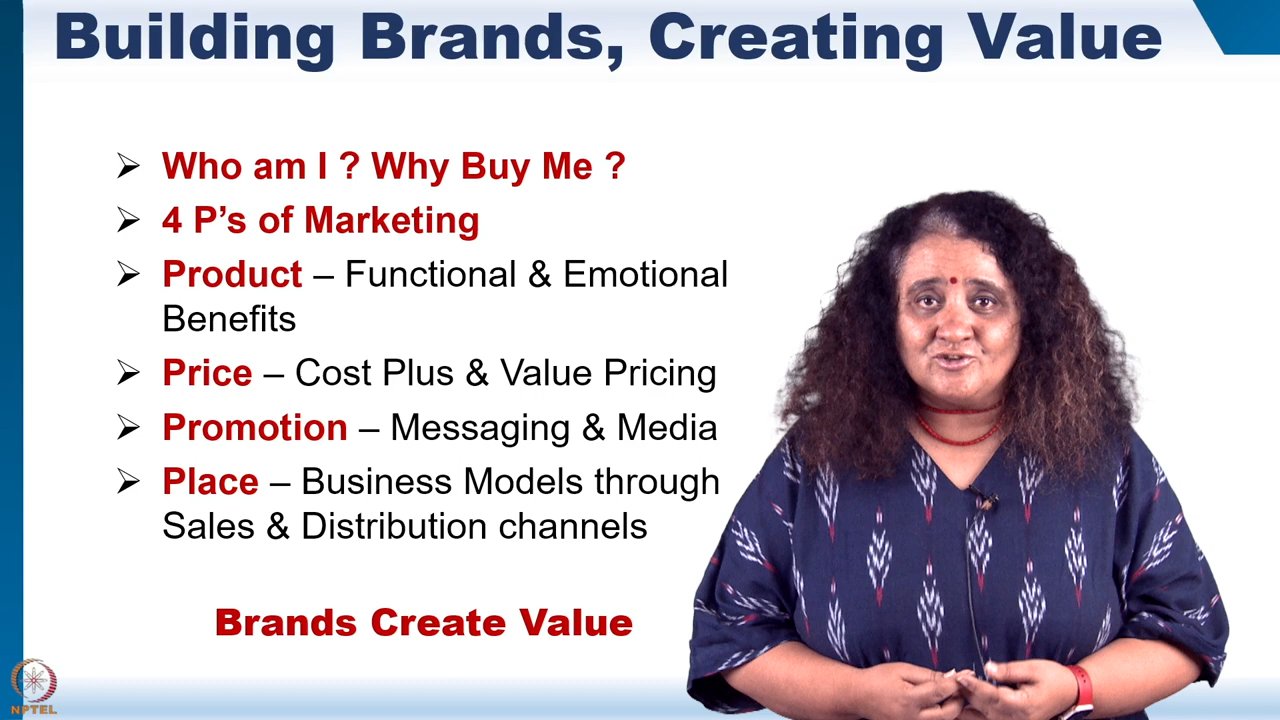 Building Brands, Creating Value
➢ Who am I ? Why Buy Me ?
➢ 4 P’s of Marketing
➢ Product – Functional & Emotional
Benefits
➢ Price – Cost Plus & Value Pricing
➢ Promotion – Messaging & Media
➢ Place – Business Models through
Sales & Distribution channels
Brands Create Value
NPTEL